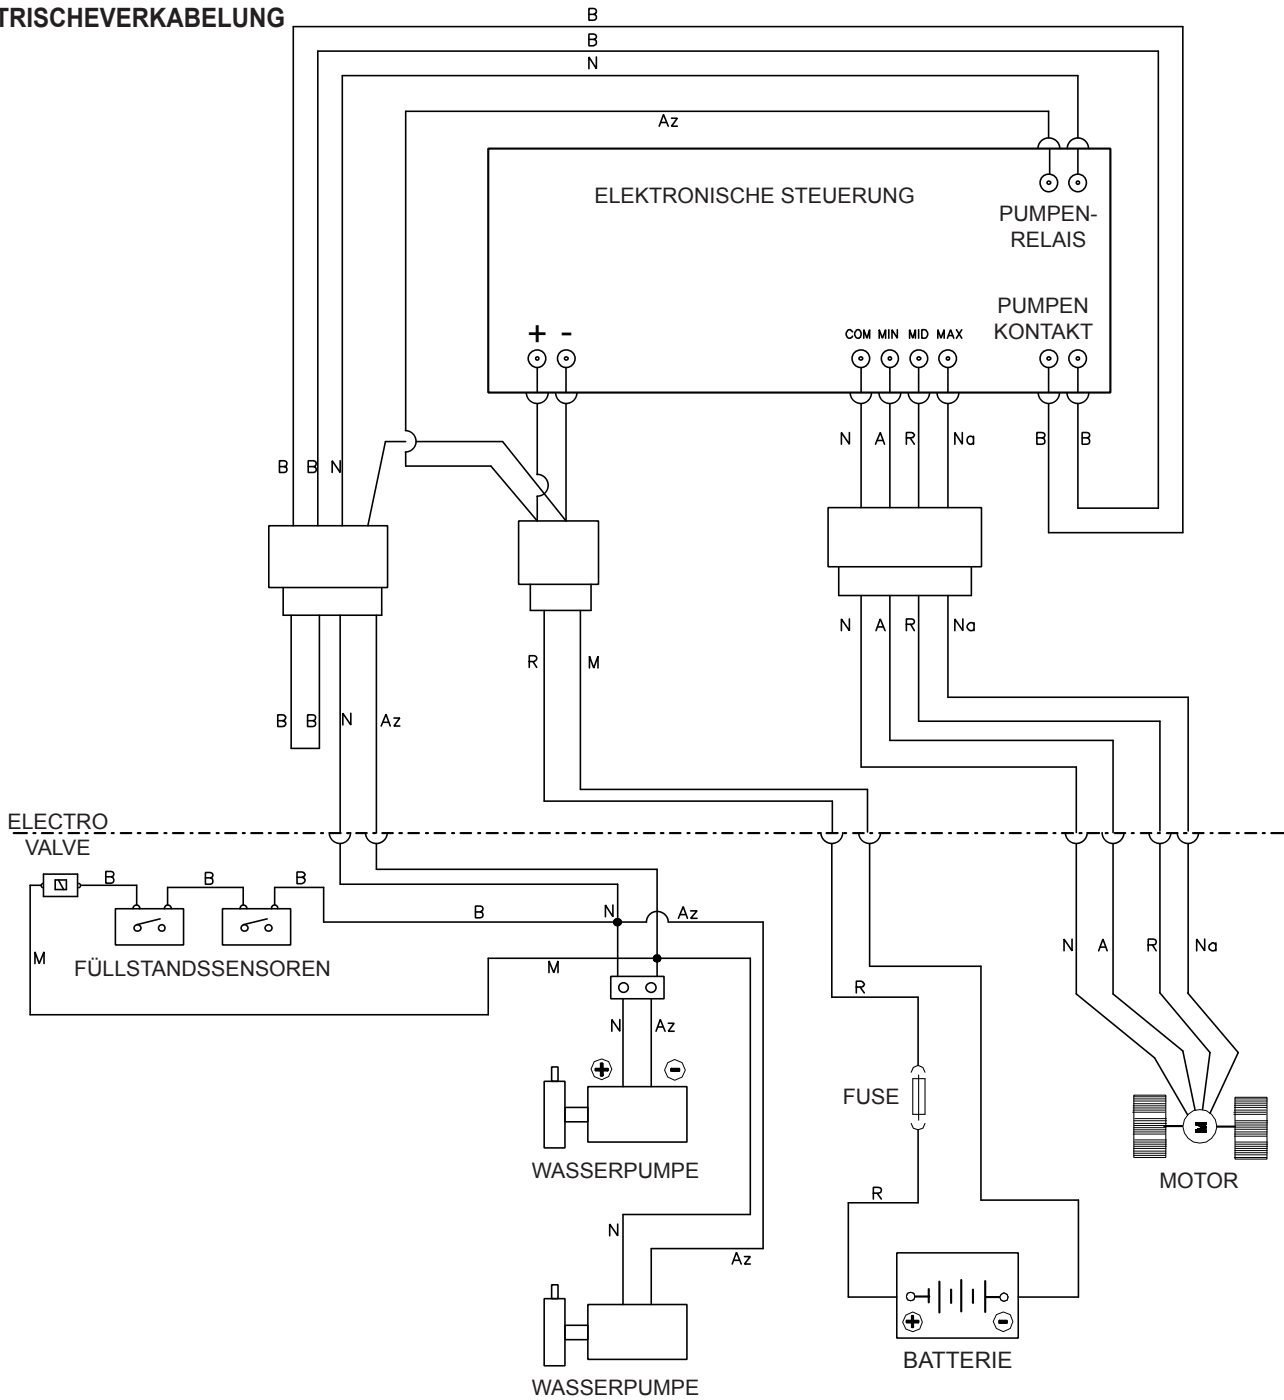 TRISCHEVERKABELUNG
B
B
N
Az
ELEKTRONISCHE STEUERUNG
PUMPEN-
RELAIS
PUMPEN
KONTAKT
+ -
COM MIN MID MAX
N A R Na B B
B B N
N A R Na
R M
B B N Az
ELECTRO
VALVE
B B B
B N Az
M FÜLLSTANDSSENSOREN M
N A R Na
R
N Az
+ -
FUSE
WASSERPUMPE
M
MOTOR
R
N
Az
+ -
BATTERIE
WASSERPUMPE